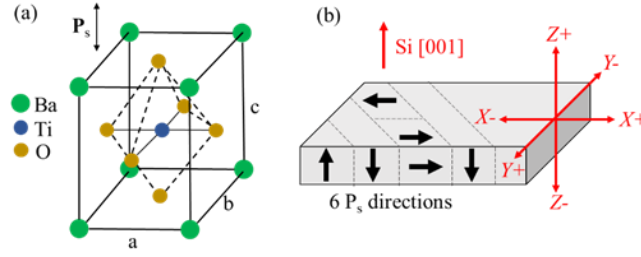 (a)
Pₛ
Ba
Ti
O
c
b
a
(b)
Si [001]
Z+
Y-
X-
X+
Y+
Z-
6 Pₛ directions